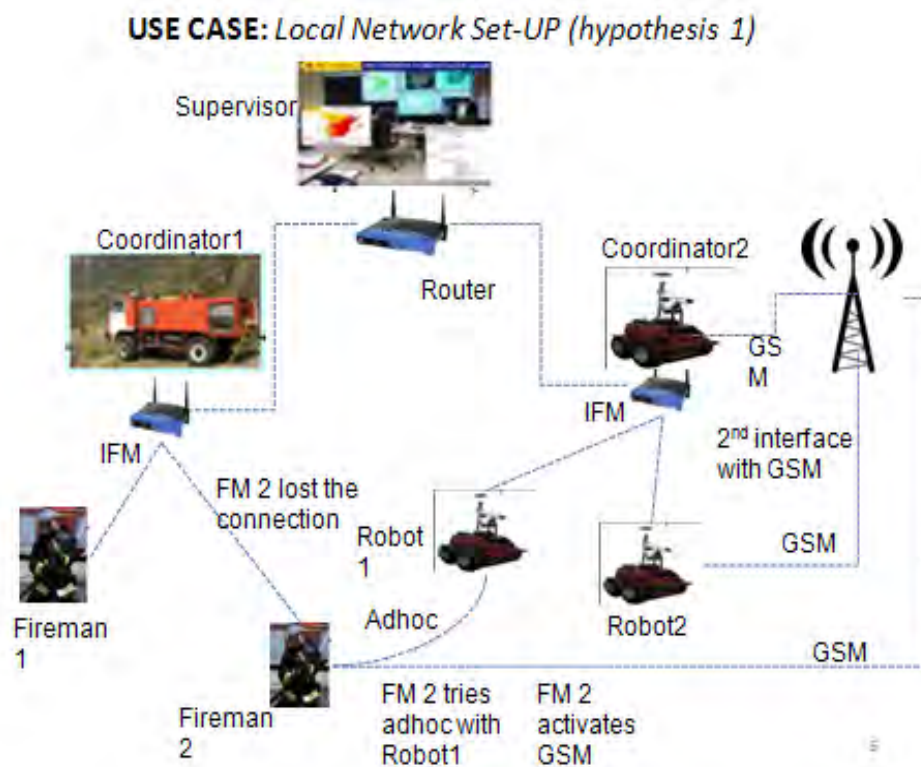 USE CASE: Local Network Set-UP (hypothesis 1)
Supervisor
Coordinator1
Router
Coordinator2
GS
M
IFM
IFM
2nd interface
with GSM
FM 2 lost the
connection
Robot
1
GSM
Fireman
1
Adhoc
Robot2
GSM
Fireman
2
FM 2 tries
adhoc with
Robot1
FM 2
activates
GSM